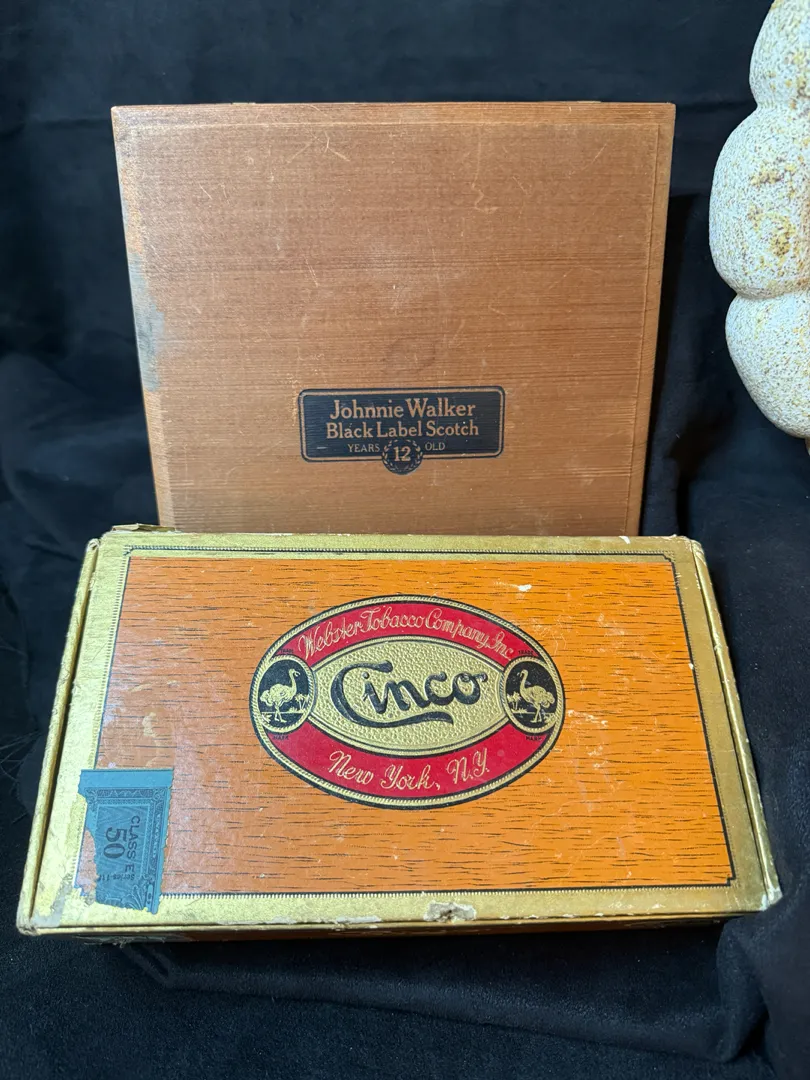 Johnnie Walker
Black Label Scotch
YEARS 12 OLD
Webster Tobacco Company, Inc
Cinco
New York, N.Y.
CLASS E
50